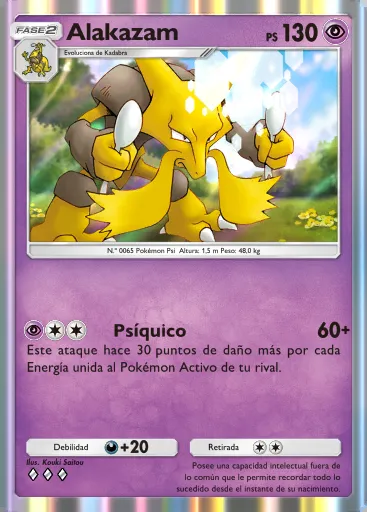 FASE 2 Alakazam PS 130
Evoluciona de Kadabra
N.º 0065 Pokémon Psi Altura: 1,5 m Peso: 48,0 kg
Psíquico 60+
Este ataque hace 30 puntos de daño más por cada
Energía unida al Pokémon Activo de tu rival.
Debilidad +20 Retirada
Ilus. Kouki Saitou
Posee una capacidad intelectual fuera de
lo común que le permite recordar todo lo
sucedido desde el instante de su nacimiento.